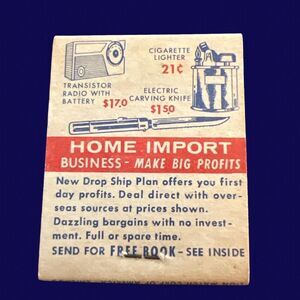 CIGARETTE
LIGHTER
21¢
TRANSISTOR
RADIO WITH
BATTERY $1.70
ELECTRIC
CARVING KNIFE
$1.50
HOME IMPORT
BUSINESS - MAKE BIG PROFITS
New Drop Ship Plan offers you first
day profits. Deal direct with over-
seas sources at prices shown.
Dazzling bargains with no invest-
ment. Full or spare time.
SEND FOR FREE BOOK - SEE INSIDE